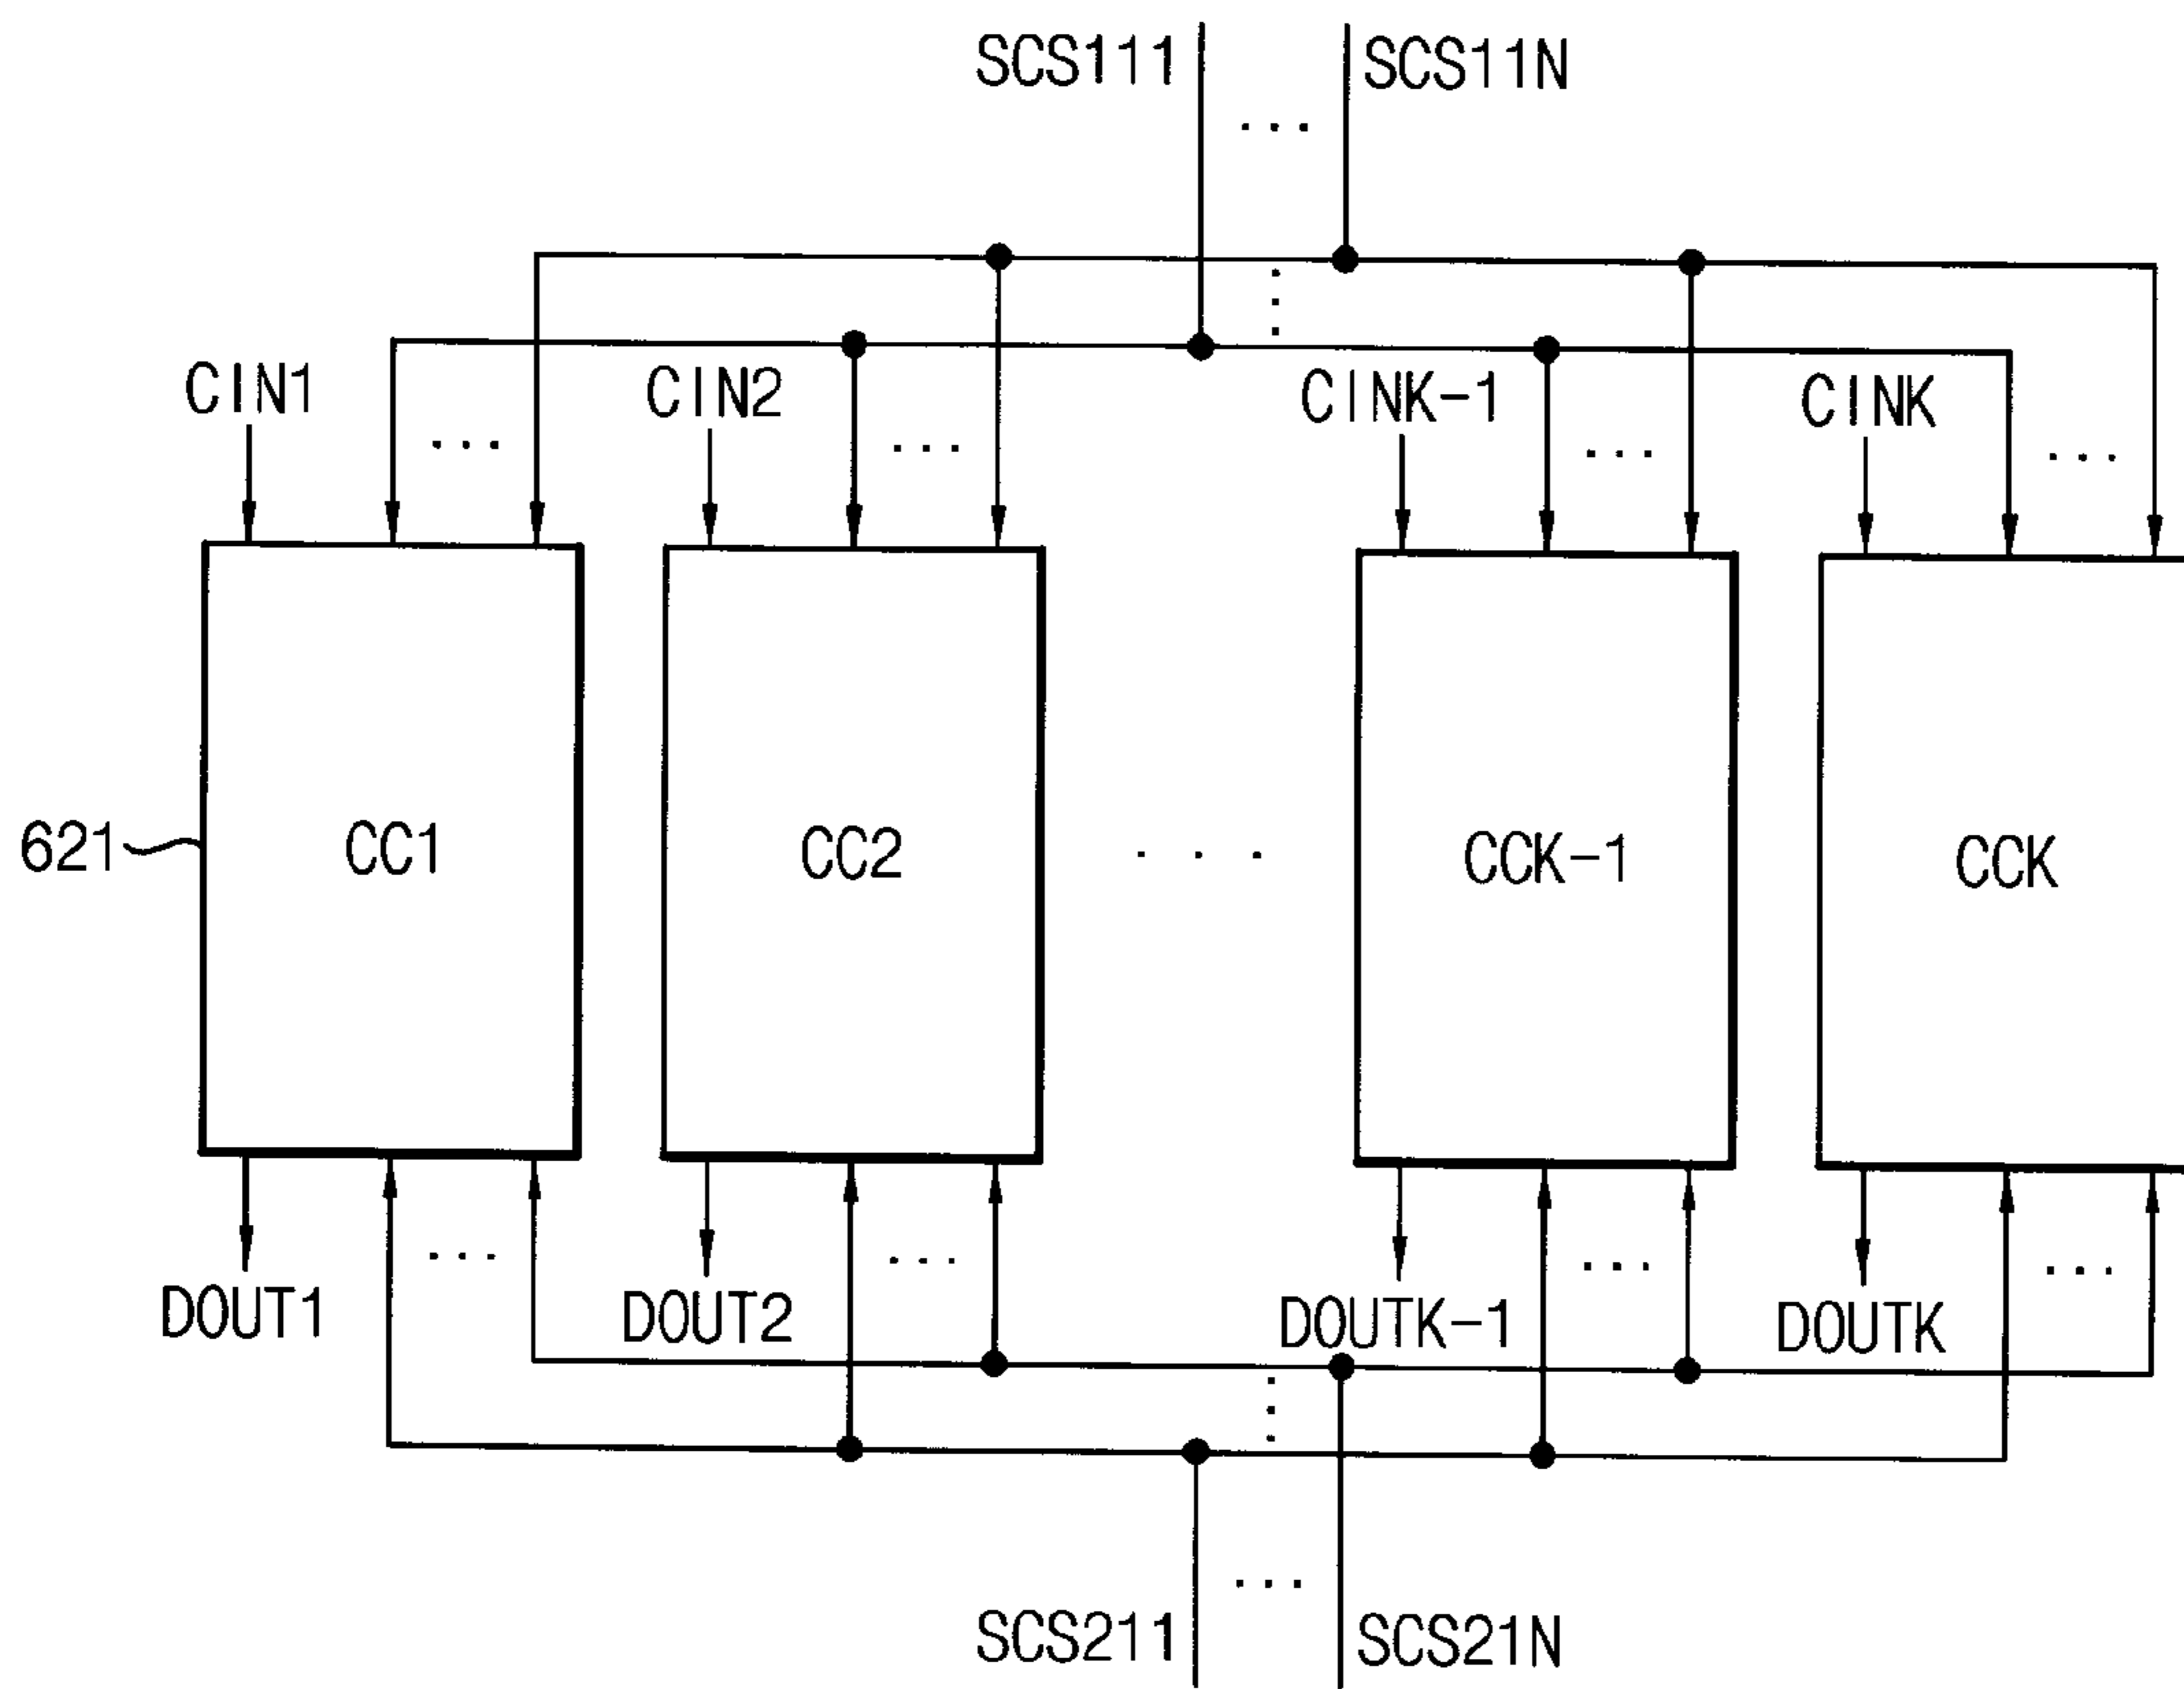 SCS111 ... SCS11N
CIN1 ... CIN2 ... CINK-1 ... CINK ...
621 CC1 CC2 . . . CCK-1 CCK
DOUT1 ... DOUT2 ... DOUTK-1 ... DOUTK ...
SCS211 ... SCS21N